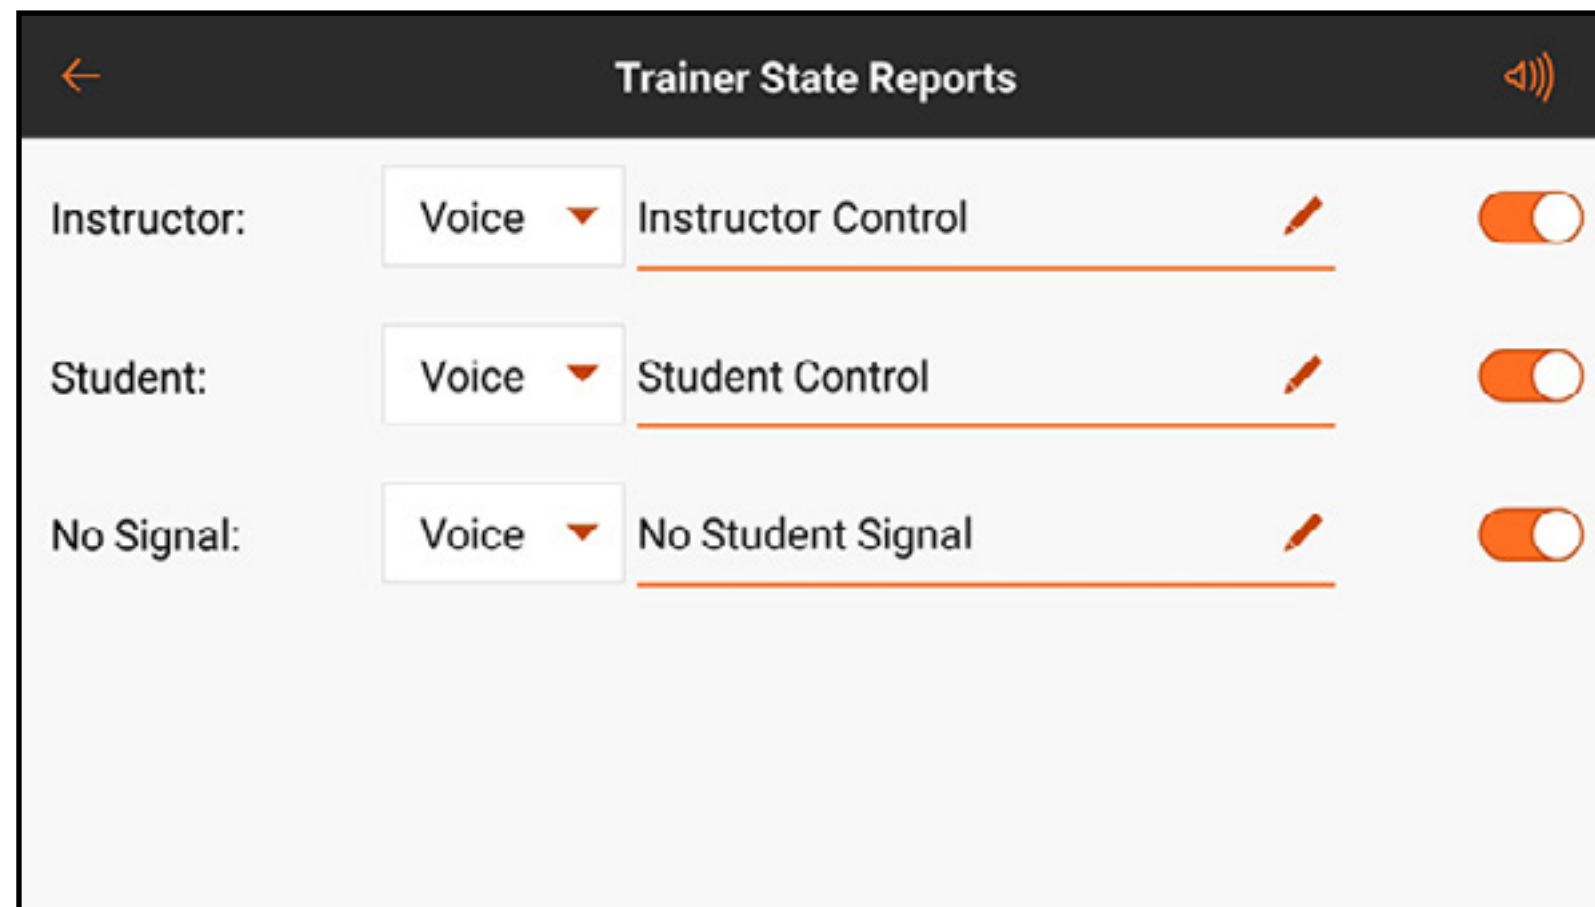 Trainer State Reports
Instructor: Voice Instructor Control
Student: Voice Student Control
No Signal: Voice No Student Signal